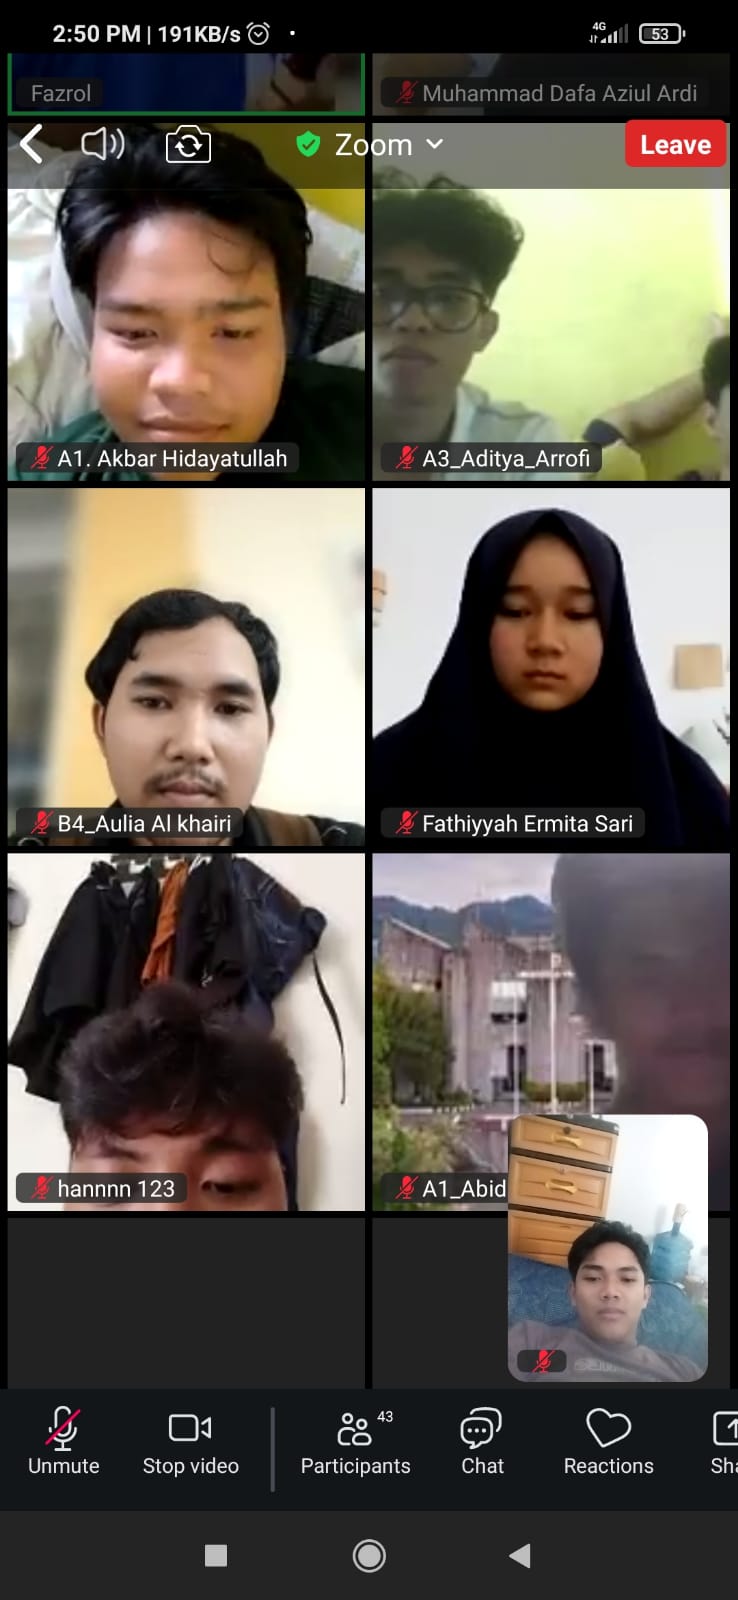 2:50 PM | 191KB/s
4G
53
Fazrol
Muhammad Dafa Aziul Ardi
Zoom
Leave
A1. Akbar Hidayatullah
A3_Aditya_Arrofi
B4_Aulia Al khairi
Fathiyyah Ermita Sari
hannnn 123
A1_Abid
Unmute
Stop video
Participants
43
Chat
Reactions
Sha